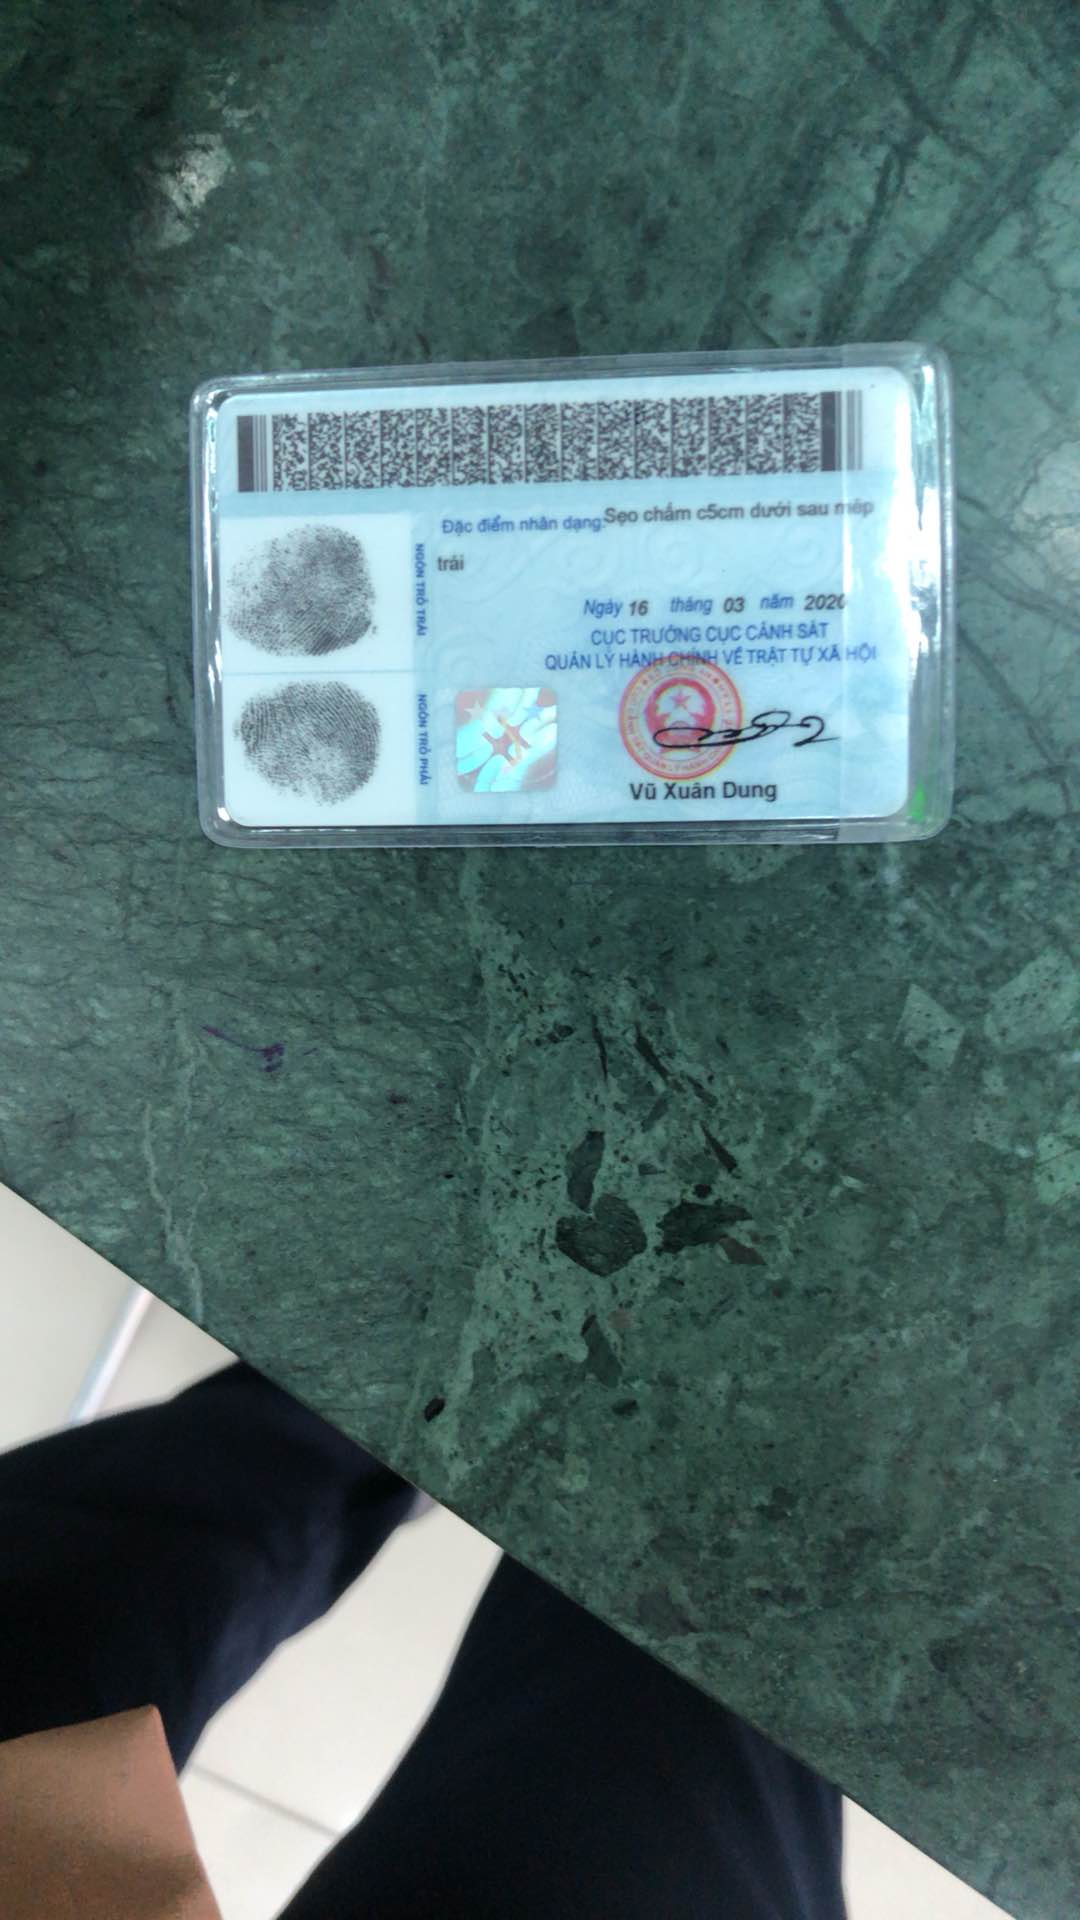 Đặc điểm nhân dạng: Sẹo chấm c5cm dưới sau mép
trái
NGÓN TRỎ TRÁI
Ngày 16 tháng 03 năm 2020
CỤC TRƯỞNG CỤC CẢNH SÁT
QUẢN LÝ HÀNH CHÍNH VỀ TRẬT TỰ XÃ HỘI
NGÓN TRỎ PHẢI
Vũ Xuân Dung